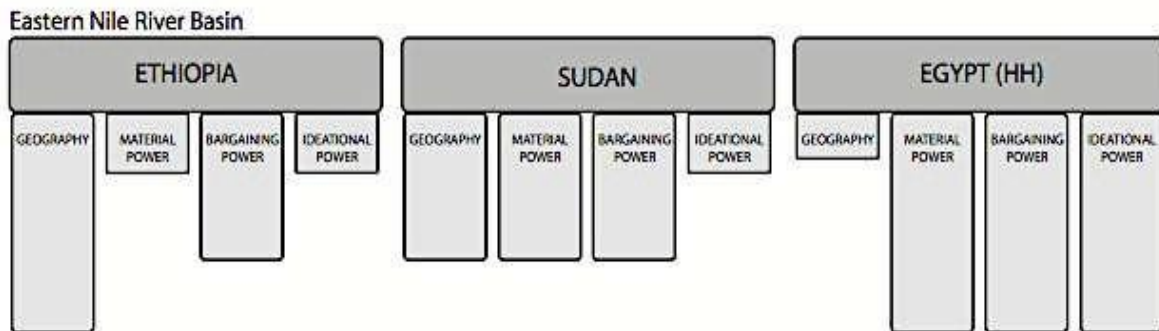 Eastern Nile River Basin
ETHIOPIA
SUDAN
EGYPT (HH)
GEOGRAPHY
MATERIAL
POWER
BARGAINING
POWER
IDEATIONAL
POWER
GEOGRAPHY
MATERIAL
POWER
BARGAINING
POWER
IDEATIONAL
POWER
GEOGRAPHY
MATERIAL
POWER
BARGAINING
POWER
IDEATIONAL
POWER